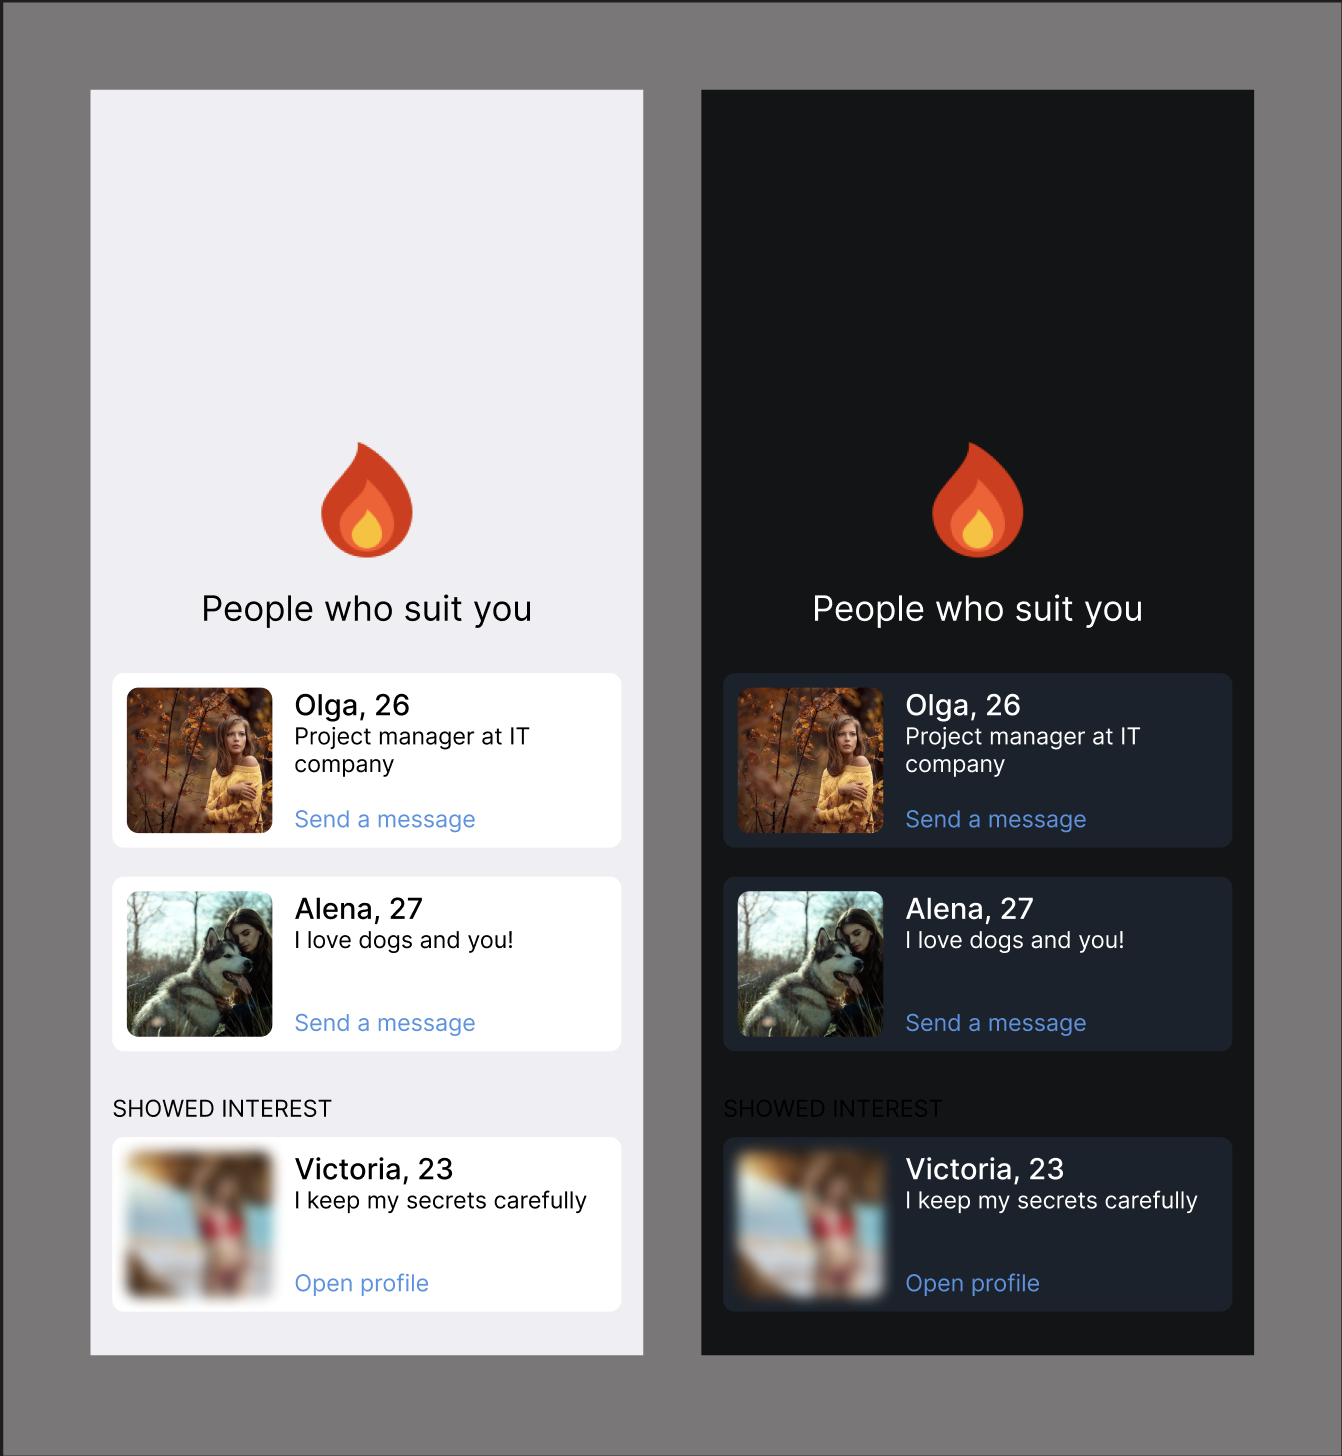 People who suit you
Olga, 26
Project manager at IT
company
Send a message
Alena, 27
I love dogs and you!
Send a message
SHOWED INTEREST
Victoria, 23
I keep my secrets carefully
Open profile
People who suit you
Olga, 26
Project manager at IT
company
Send a message
Alena, 27
I love dogs and you!
Send a message
SHOWED INTEREST
Victoria, 23
I keep my secrets carefully
Open profile